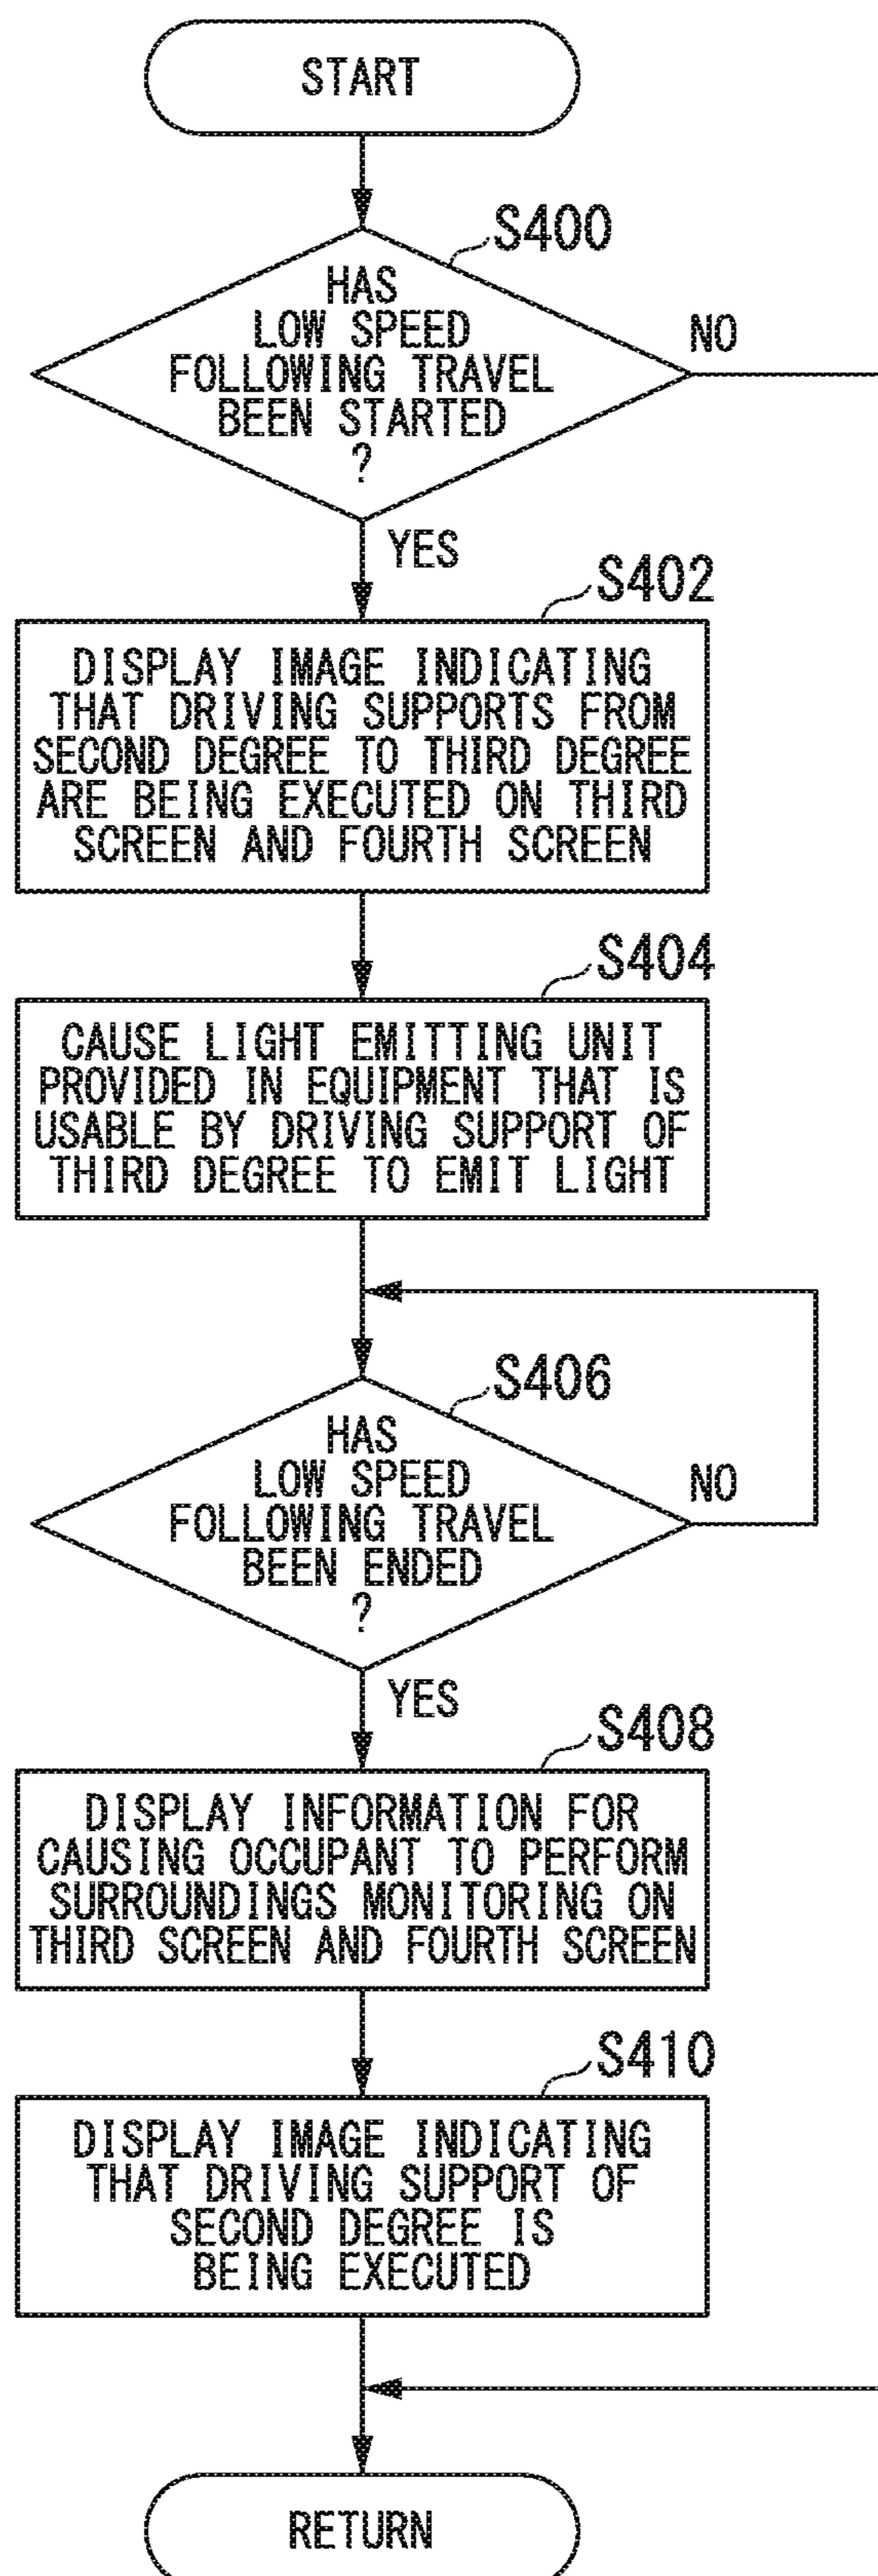 START
S400
HAS
LOW SPEED
FOLLOWING TRAVEL
BEEN STARTED
?
NO
YES
S402
DISPLAY IMAGE INDICATING
THAT DRIVING SUPPORTS FROM
SECOND DEGREE TO THIRD DEGREE
ARE BEING EXECUTED ON THIRD
SCREEN AND FOURTH SCREEN
S404
CAUSE LIGHT EMITTING UNIT
PROVIDED IN EQUIPMENT THAT IS
USABLE BY DRIVING SUPPORT OF
THIRD DEGREE TO EMIT LIGHT
S406
HAS
LOW SPEED
FOLLOWING TRAVEL
BEEN ENDED
?
NO
YES
S408
DISPLAY INFORMATION FOR
CAUSING OCCUPANT TO PERFORM
SURROUNDINGS MONITORING ON
THIRD SCREEN AND FOURTH SCREEN
S410
DISPLAY IMAGE INDICATING
THAT DRIVING SUPPORT OF
SECOND DEGREE IS
BEING EXECUTED
RETURN